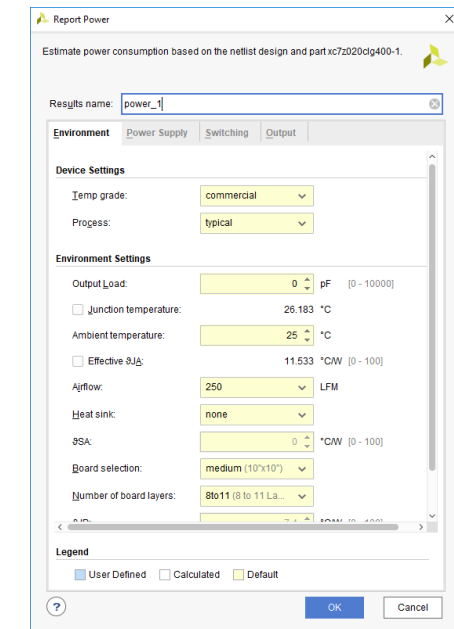 Report Power
Estimate power consumption based on the netlist design and part xc7z020clg400-1.
Results name: power_1
Environment Power Supply Switching Output
Device Settings
Temp grade: commercial
Process: typical
Environment Settings
Output Load: 0 pF [0 - 10000]
Junction temperature: 26.183 °C
Ambient temperature: 25 °C
Effective ϑJA: 11.533 °C/W [0 - 100]
Airflow: 250 LFM
Heat sink: none
ϑSA: 0 °C/W [0 - 100]
Board selection: medium (10"x10")
Number of board layers: 8to11 (8 to 11 La...
Legend
User Defined Calculated Default
? OK Cancel